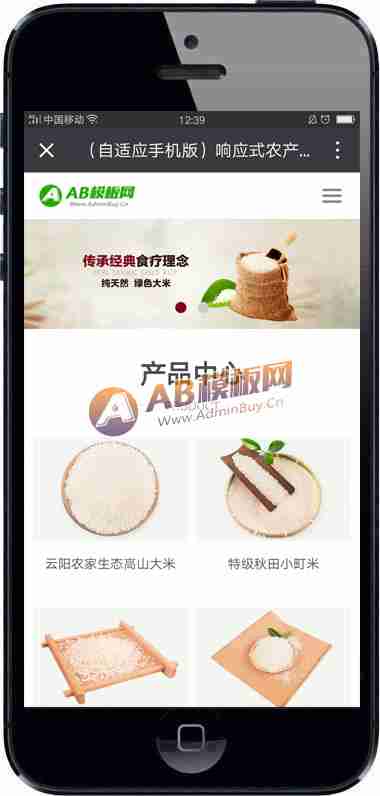 中国移动
12:39
（自适应手机版）响应式农产...
AB模板网
Www.AdminBuy.Cn
传承经典食疗理念
纯天然 绿色大米
产品中心
AB模板网
Www.AdminBuy.Cn
云阳农家生态高山大米
特级秋田小町米